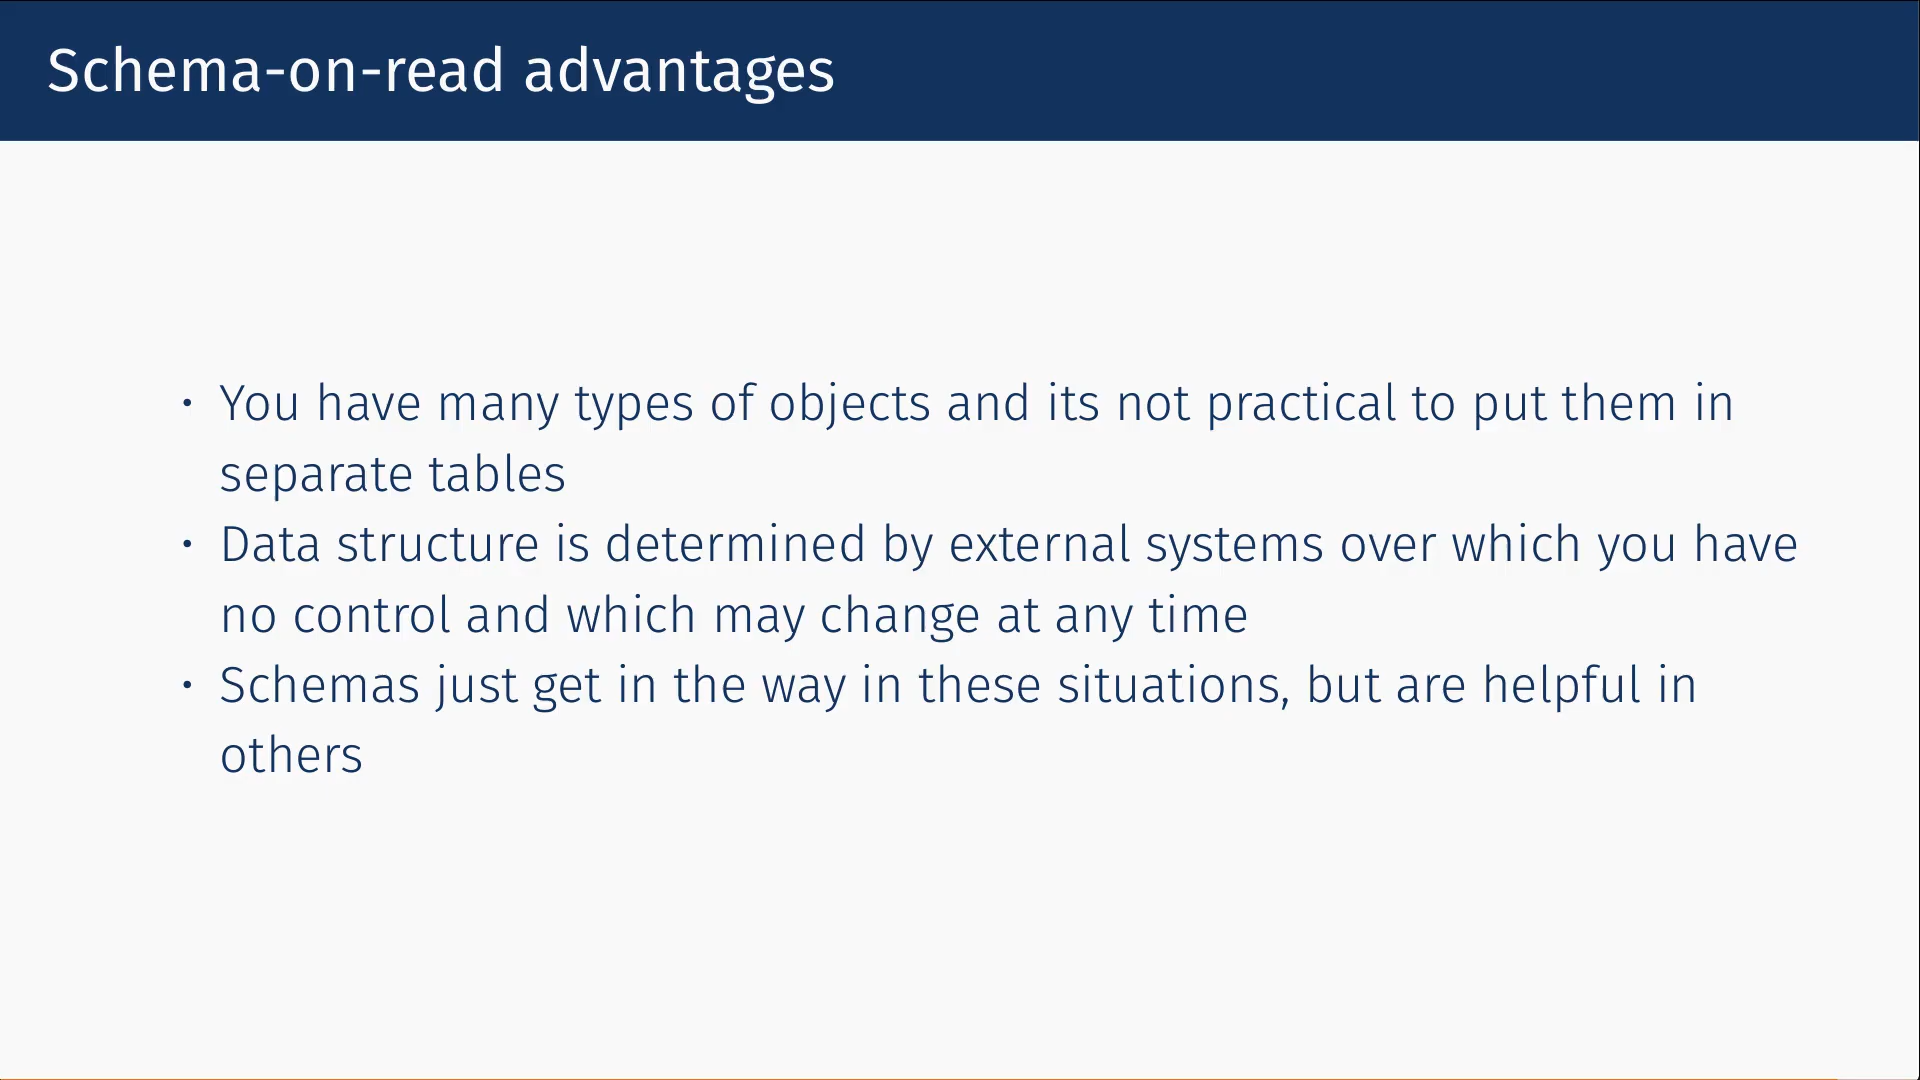 Schema-on-read advantages
• You have many types of objects and its not practical to put them in
separate tables
• Data structure is determined by external systems over which you have
no control and which may change at any time
• Schemas just get in the way in these situations, but are helpful in
others